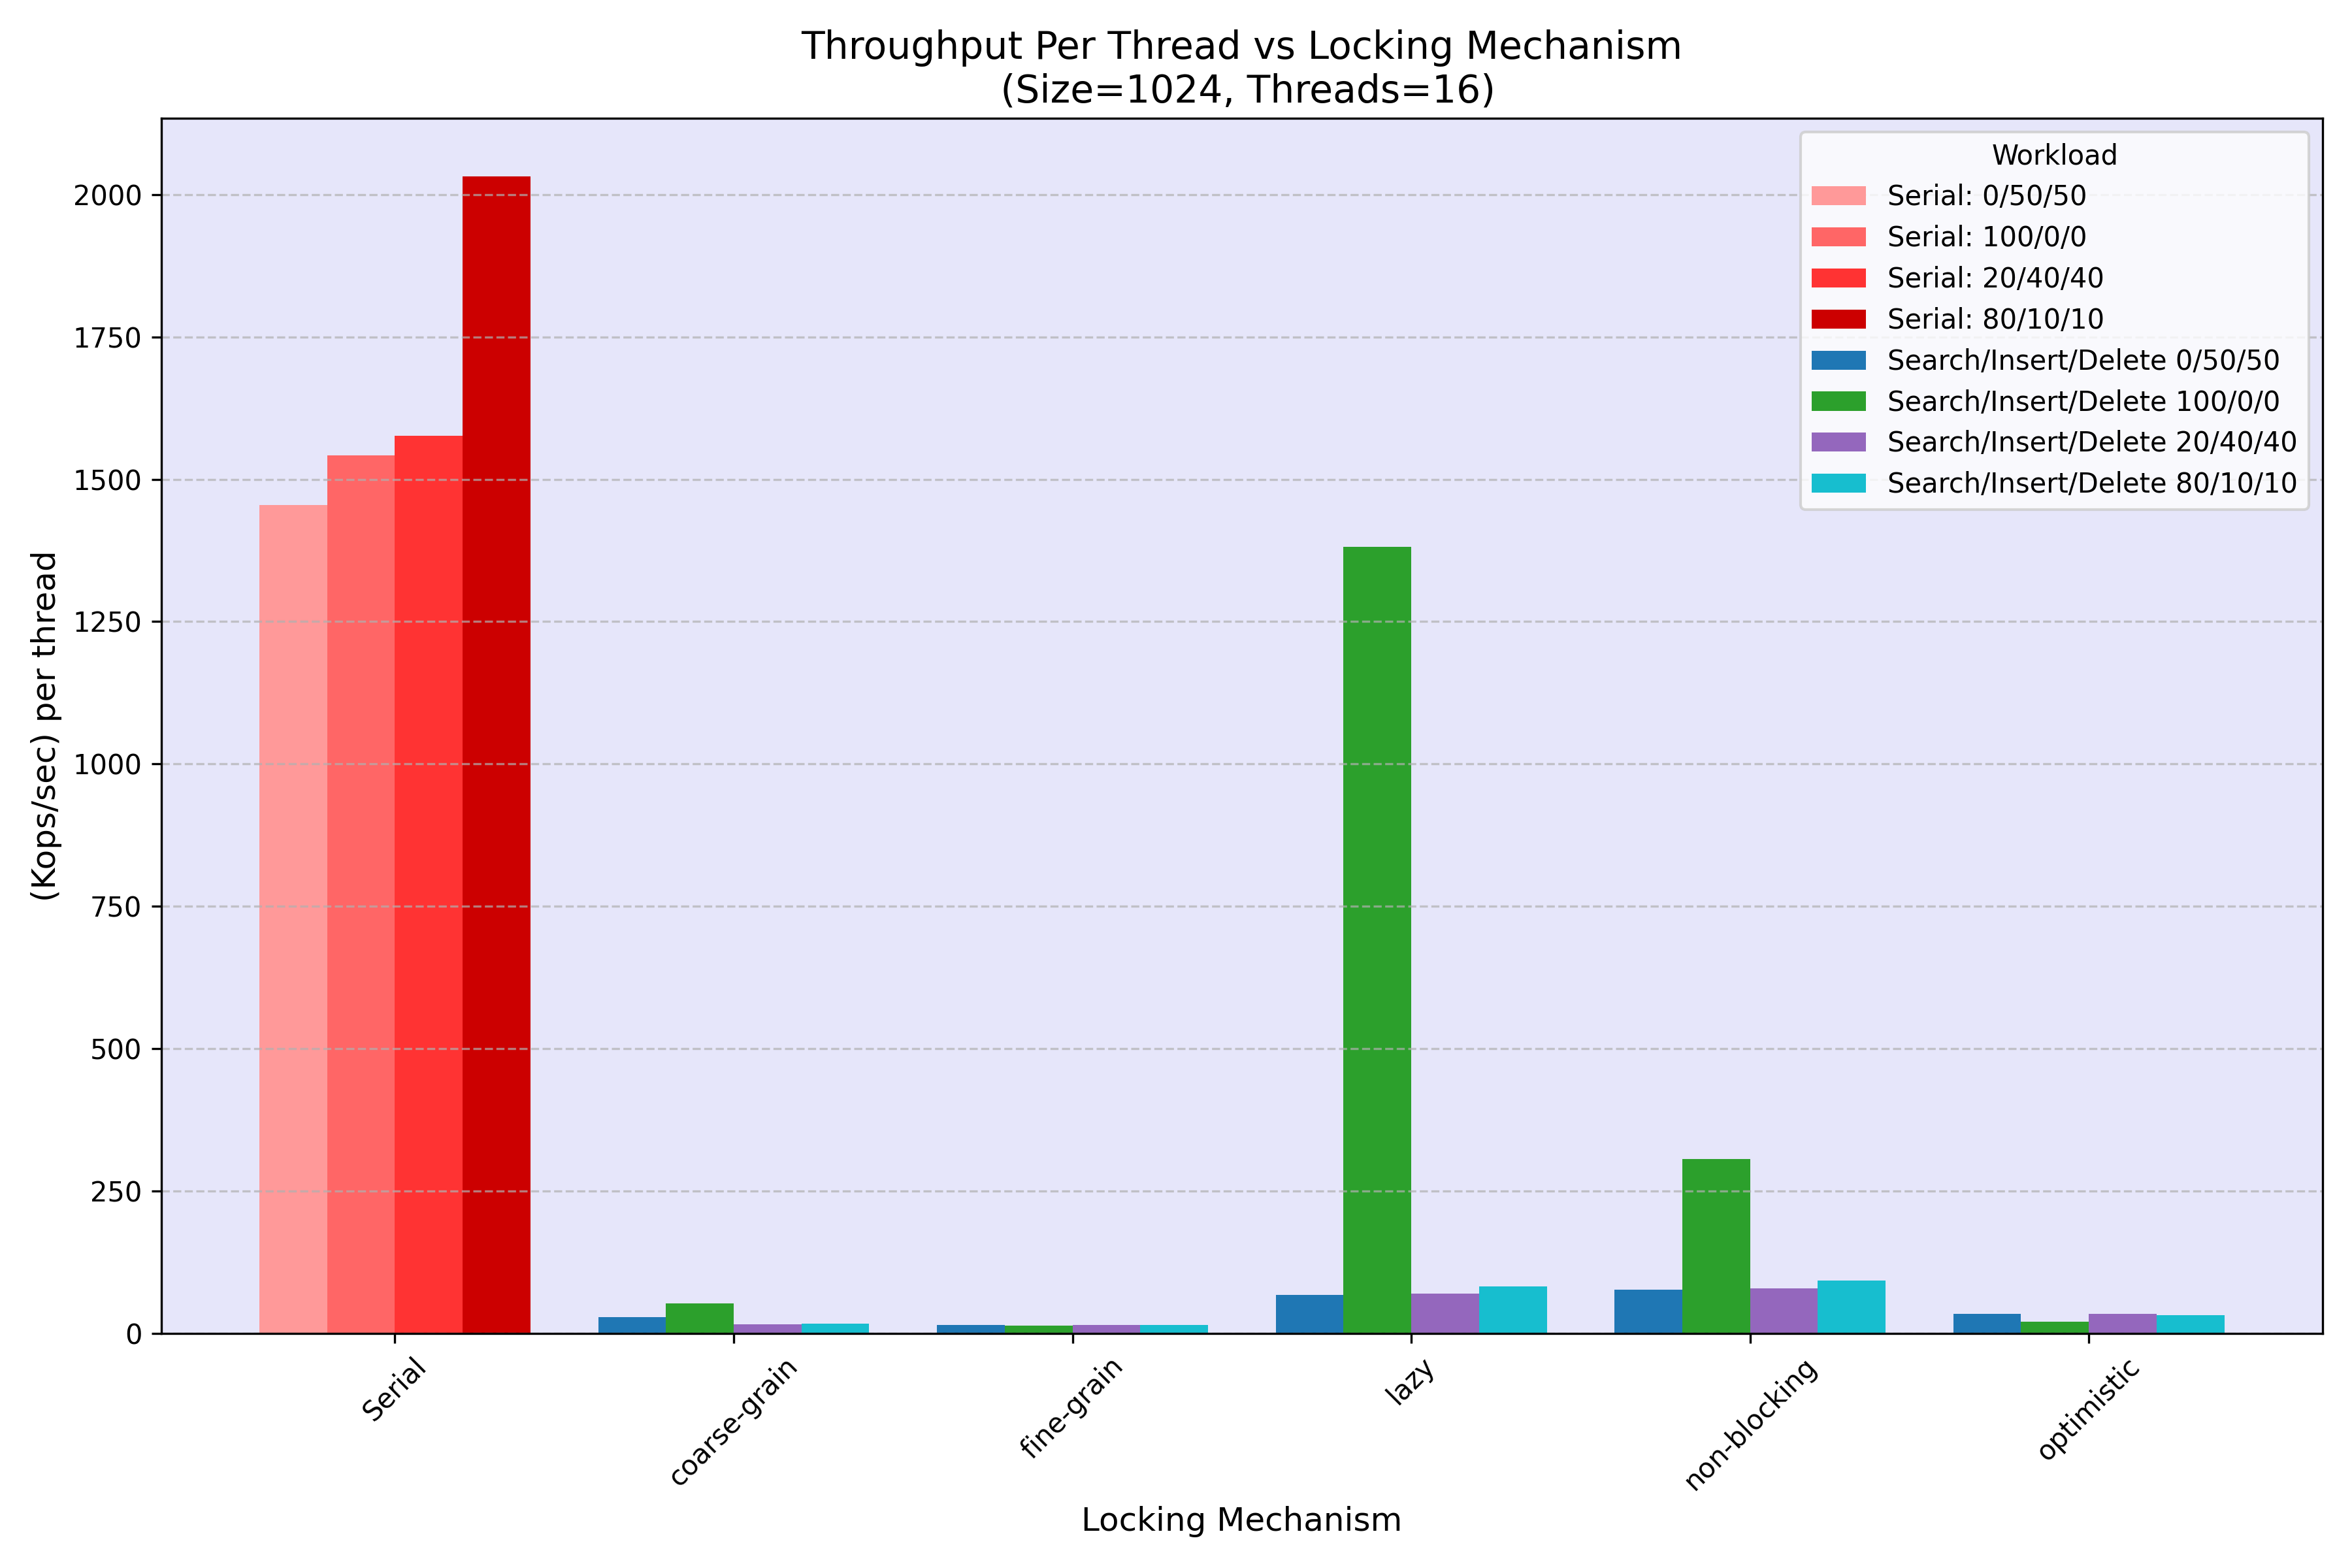 Throughput Per Thread vs Locking Mechanism
(Size=1024, Threads=16)
(Kops/sec) per thread
2000
1750
1500
1250
1000
750
500
250
0
Workload
Serial: 0/50/50
Serial: 100/0/0
Serial: 20/40/40
Serial: 80/10/10
Search/Insert/Delete 0/50/50
Search/Insert/Delete 100/0/0
Search/Insert/Delete 20/40/40
Search/Insert/Delete 80/10/10
Serial
coarse-grain
fine-grain
lazy
non-blocking
optimistic
Locking Mechanism